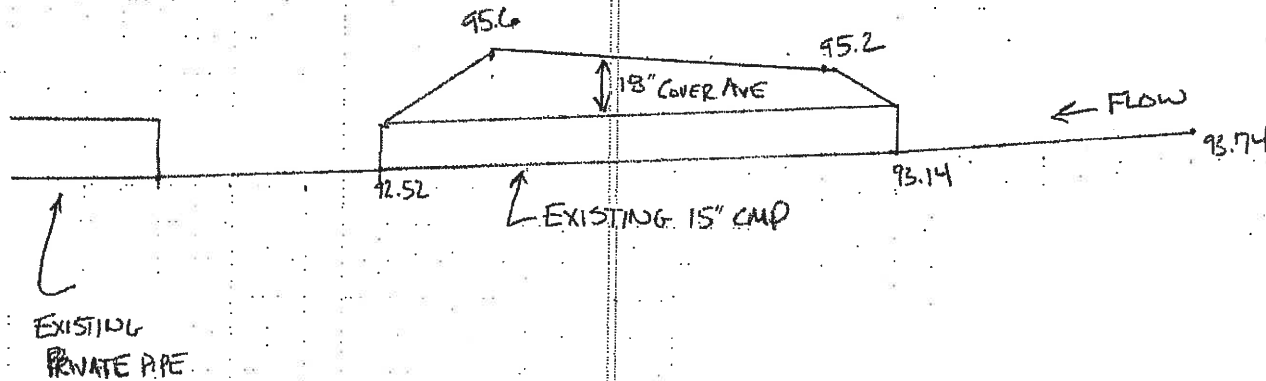 95.6
95.2
18" COVER AVE
← FLOW
93.74
92.52
93.14
EXISTING 15" CMP
EXISTING
PRIVATE PIPE